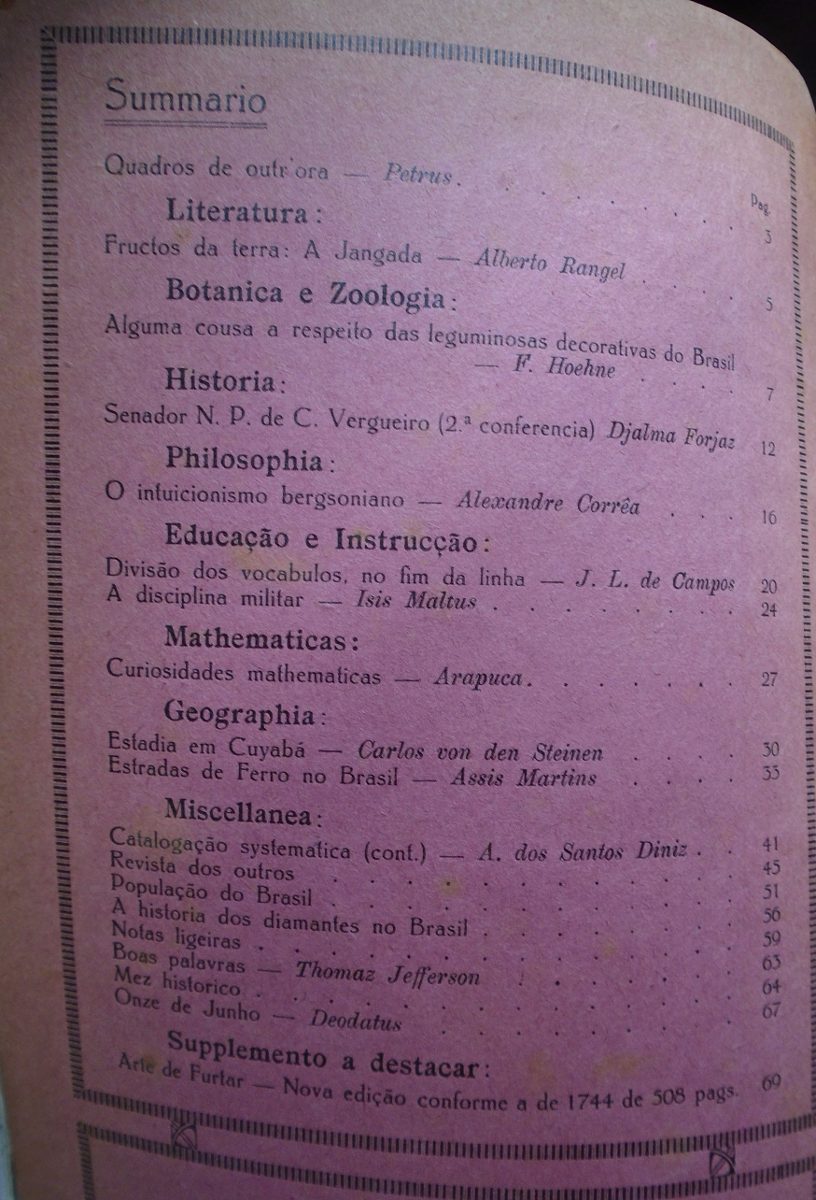 Summario
Pag.
Quadros de outr'ora — Petrus. . . . . . . . 3
Literatura:
Fructos da terra: A Jangada — Alberto Rangel . . . . 5
Botanica e Zoologia:
Alguma cousa a respeito das leguminosas decorativas do Brasil
— F. Hoehne . . . . 7
Historia:
Senador N. P. de C. Vergueiro (2.ª conferencia) Djalma Forjaz 12
Philosophia:
O intuicionismo bergsoniano — Alexandre Corrêa . . . 16
Educação e Instrucção:
Divisão dos vocabulos, no fim da linha — J. L. de Campos 20
A disciplina militar — Isis Maltus . . . . . . . 24
Mathematicas:
Curiosidades mathematicas — Arapuca. . . . . . 27
Geographia:
Estadia em Cuyabá — Carlos von den Steinen . . . . 30
Estradas de Ferro no Brasil — Assis Martins . . . . 33
Miscellanea:
Catalogação systematica (cont.) — A. dos Santos Diniz . . 41
Revista dos outros . . . . . . . . . . . 45
População do Brasil . . . . . . . . . . . 51
A historia dos diamantes no Brasil . . . . . . . 56
Notas ligeiras . . . . . . . . . . . . . 59
Boas palavras — Thomaz Jefferson . . . . . . 63
Mez historico . . . . . . . . . . . . . 64
Onze de Junho — Deodatus . . . . . . . . 67
Supplemento a destacar:
Arte de Furtar — Nova edição conforme a de 1744 de 508 pags. 69